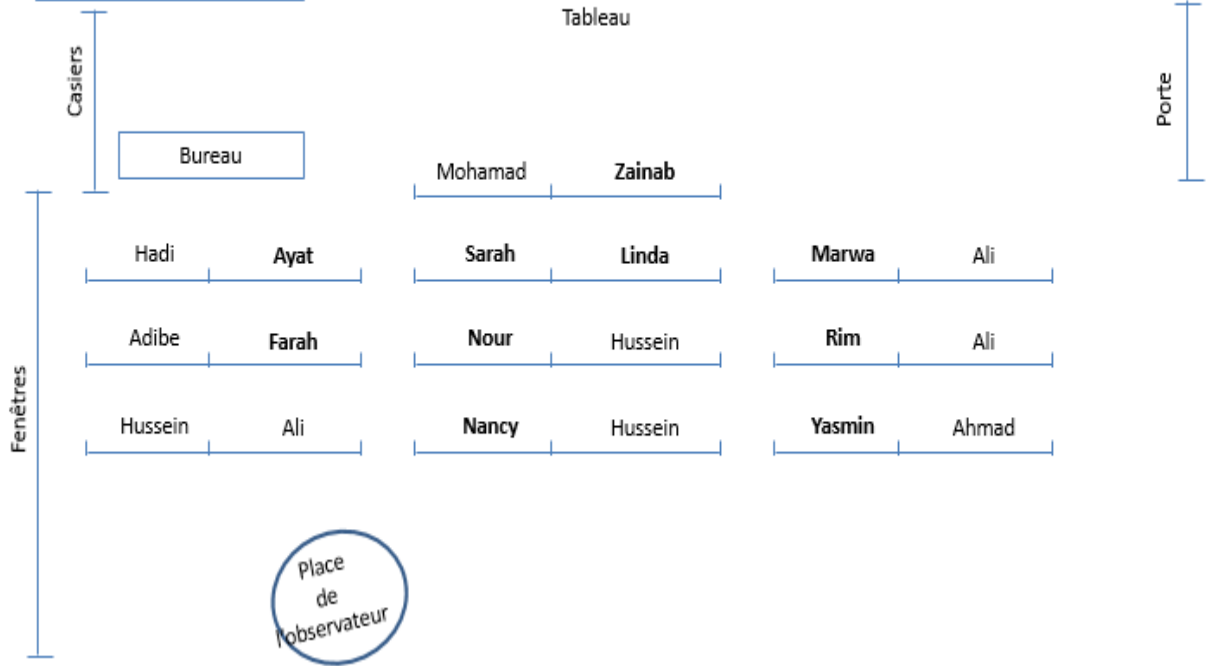 Tableau
Casiers
Porte
Bureau
Mohamad Zainab
Hadi Ayat Sarah Linda Marwa Ali
Adibe Farah Nour Hussein Rim Ali
Fenêtres
Hussein Ali Nancy Hussein Yasmin Ahmad
Place
de
l'observateur